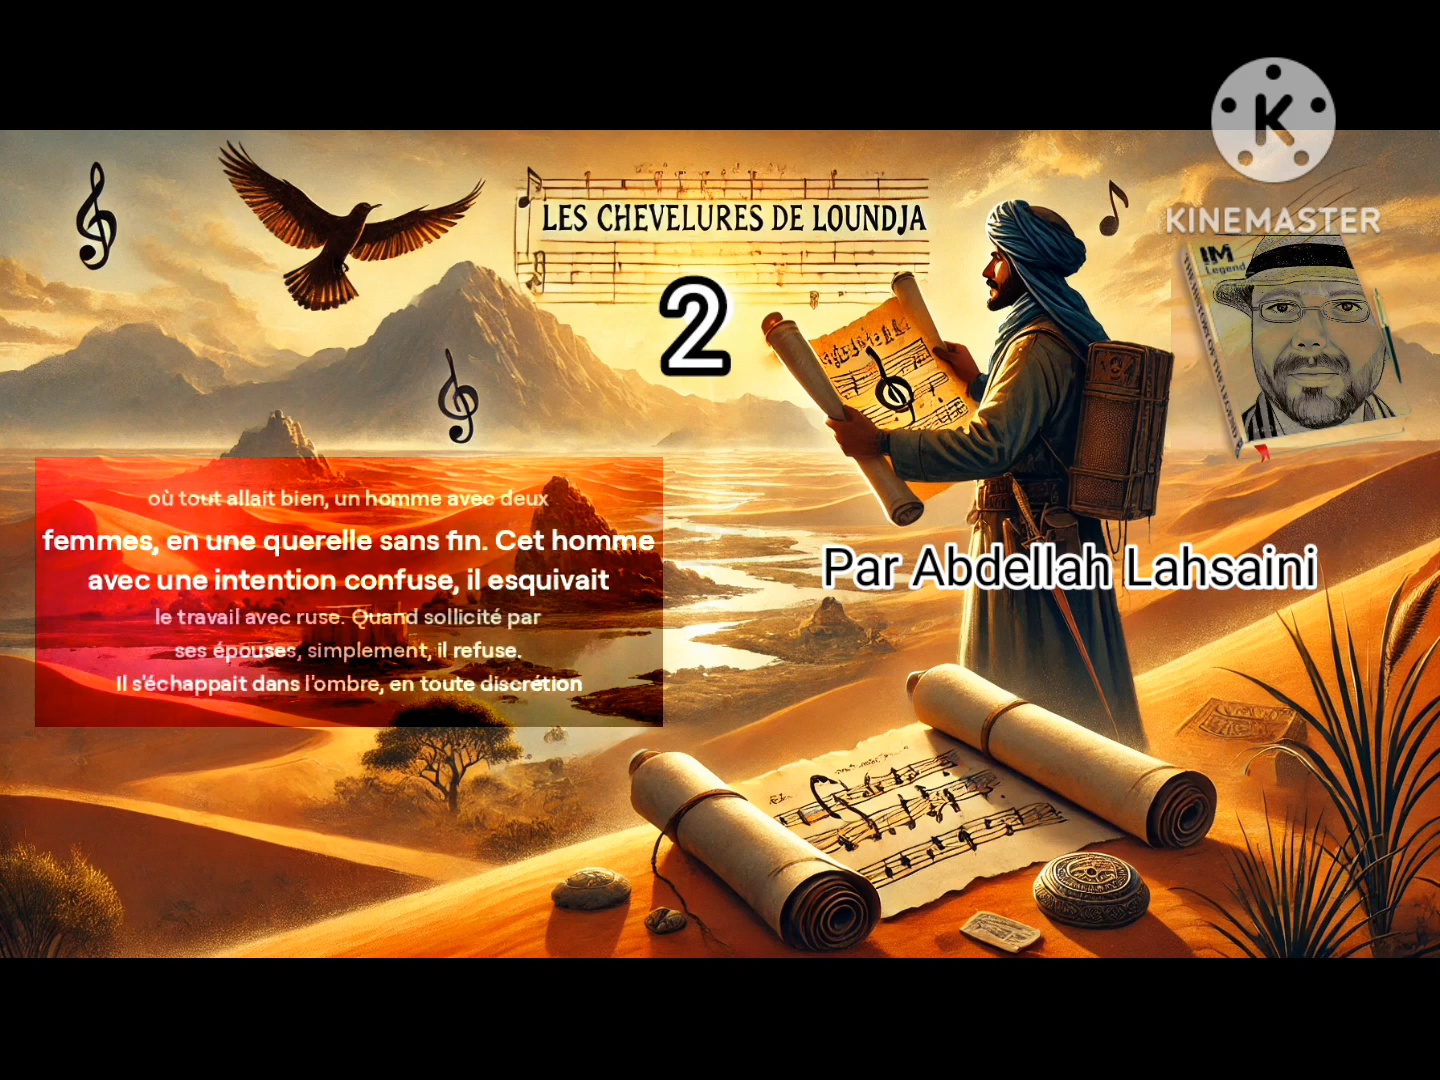 KINEMASTER
LES CHEVELURES DE LOUNDJA
2
IM
Legend
où tout allait bien, un homme avec deux
femmes, en une querelle sans fin. Cet homme
avec une intention confuse, il esquivait
le travail avec ruse. Quand sollicité par
ses épouses, simplement, il refuse.
Il s'échappait dans l'ombre, en toute discrétion
Par Abdellah Lahsaini